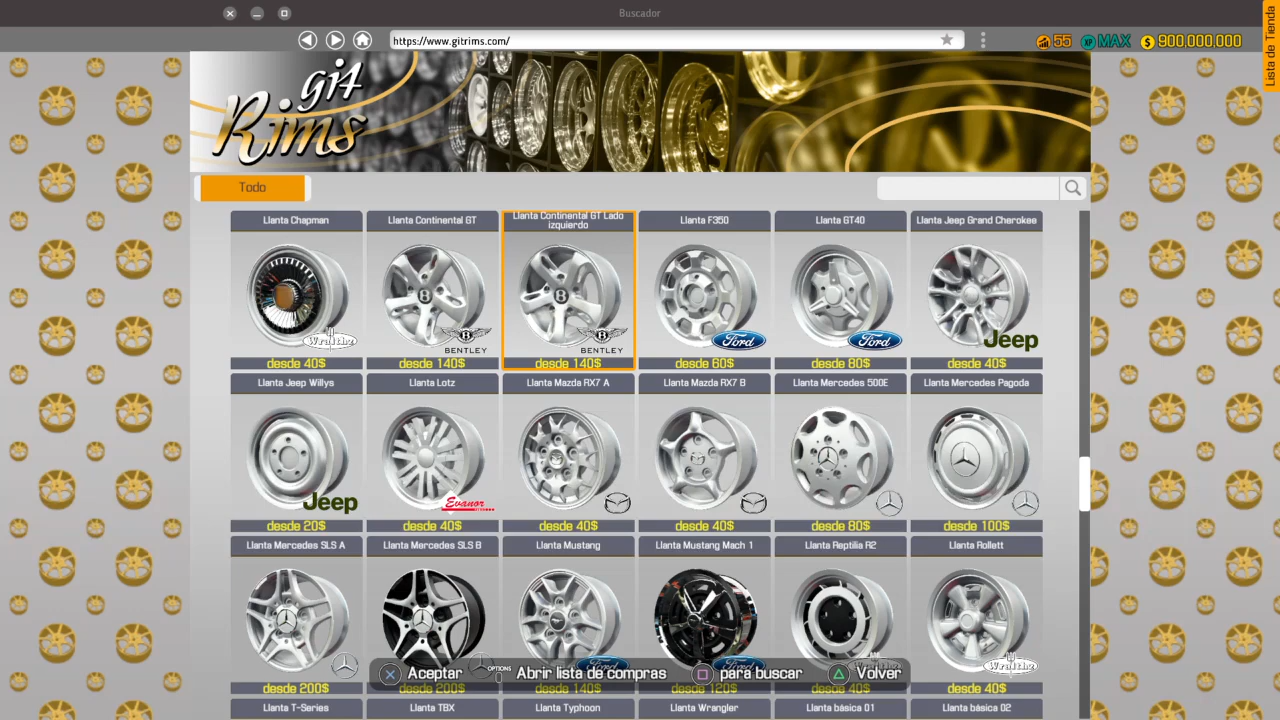 Buscador
Lista de Tienda
https://www.gitrims.com/
55
XP MAX
$ 900,000,000
git
Rims
Todo
Llanta Chapman
Llanta Continental GT
Llanta Continental GT Lado
izquierdo
Llanta F350
Llanta GT40
Llanta Jeep Grand Cherokee
Wraithe
B
BENTLEY
B
BENTLEY
Ford
Ford
Jeep
desde 40$
desde 140$
desde 140$
desde 60$
desde 80$
desde 40$
Llanta Jeep Willys
Llanta Lotz
Llanta Mazda RX7 A
Llanta Mazda RX7 B
Llanta Mercedes 500E
Llanta Mercedes Pagoda
Jeep
Evanor
desde 20$
desde 40$
desde 40$
desde 40$
desde 80$
desde 100$
Llanta Mercedes SLS A
Llanta Mercedes SLS B
Llanta Mustang
Llanta Mustang Mach 1
Llanta Reptilia R2
Llanta Rollett
Ford
Ford
Wraithe
Aceptar
OPTIONS
Abrir lista de compras
para buscar
Volver
desde 200$
desde 200$
desde 140$
desde 120$
desde 40$
desde 40$
Llanta T-Series
Llanta TBX
Llanta Typhoon
Llanta Wrangler
Llanta básica 01
Llanta básica 02